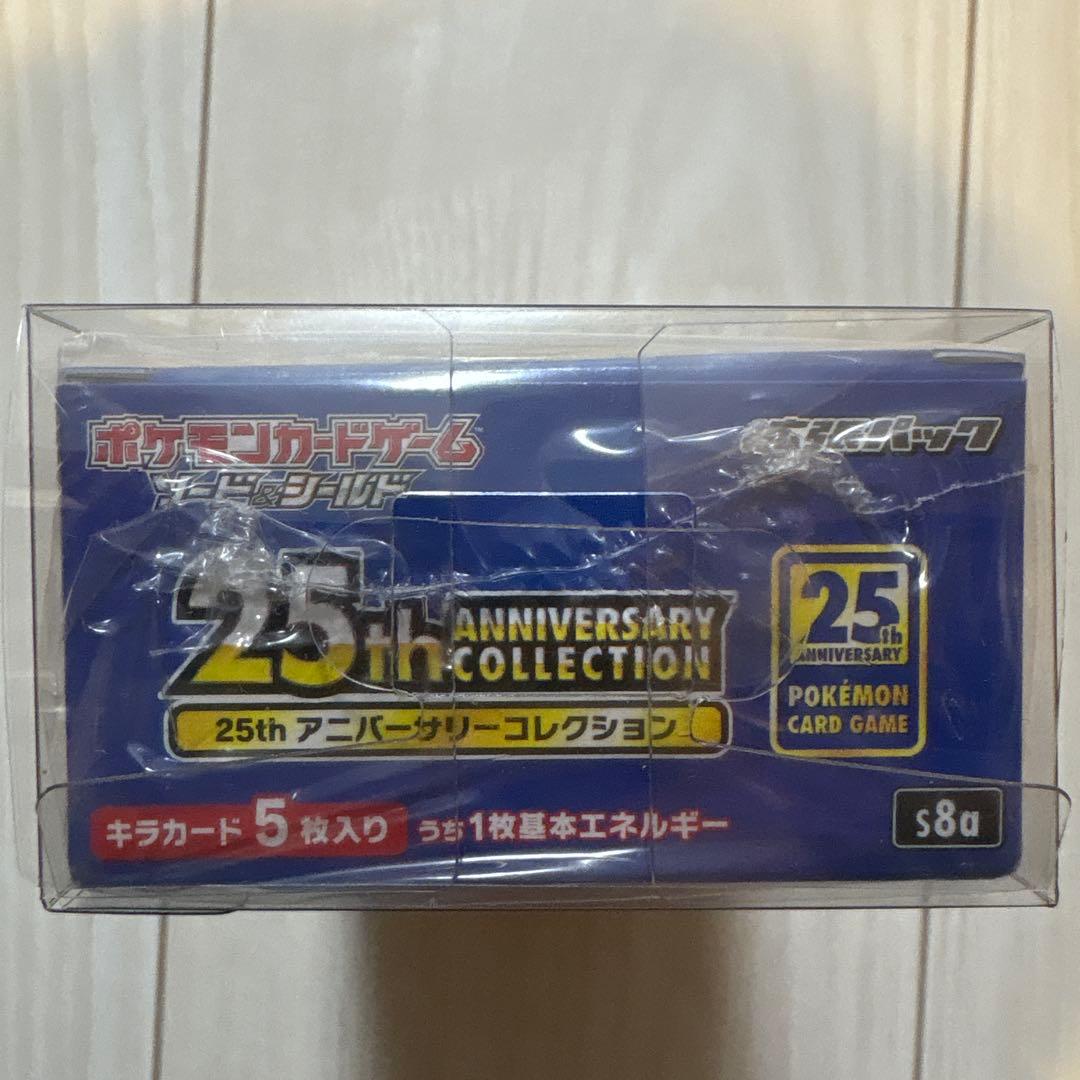 ポケモンカードゲーム™
ソード&シールド
拡張パック
25th ANNIVERSARY COLLECTION
25th アニバーサリーコレクション
25th
ANNIVERSARY
POKÉMON
CARD GAME
キラカード 5 枚入り うち1枚基本エネルギー
s8a